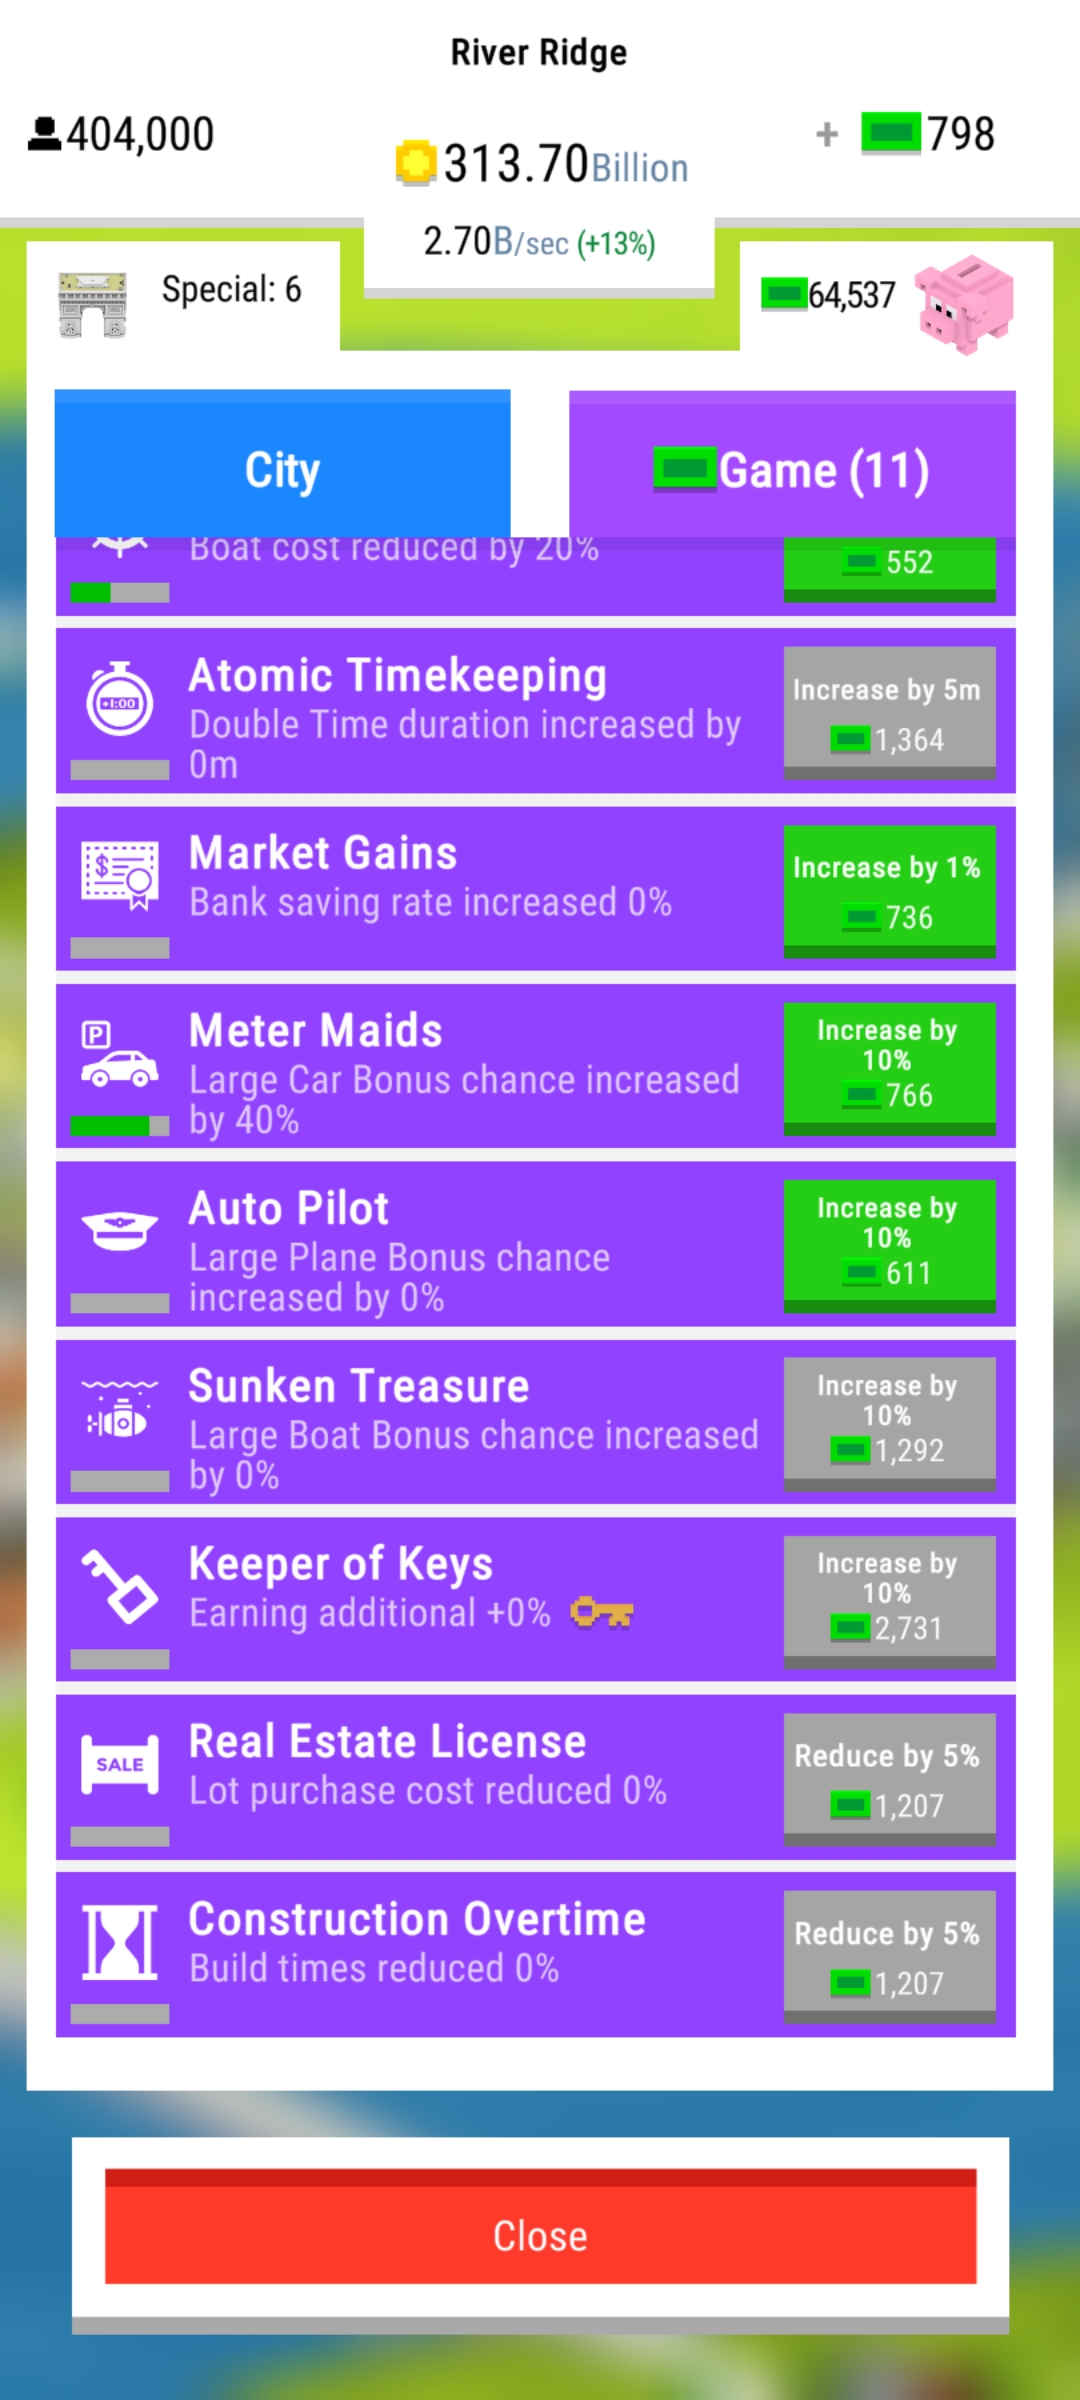 River Ridge
404,000
313.70Billion
+ 798
2.70B/sec (+13%)
Special: 6
64,537
City
Game (11)
Boat cost reduced by 20%
552
Atomic Timekeeping
Double Time duration increased by
0m
+1:00
Increase by 5m
1,364
Market Gains
Bank saving rate increased 0%
$
Increase by 1%
736
Meter Maids
Large Car Bonus chance increased
by 40%
P
Increase by
10%
766
Auto Pilot
Large Plane Bonus chance
increased by 0%
Increase by
10%
611
Sunken Treasure
Large Boat Bonus chance increased
by 0%
Increase by
10%
1,292
Keeper of Keys
Earning additional +0%
Increase by
10%
2,731
Real Estate License
Lot purchase cost reduced 0%
SALE
Reduce by 5%
1,207
Construction Overtime
Build times reduced 0%
Reduce by 5%
1,207
Close